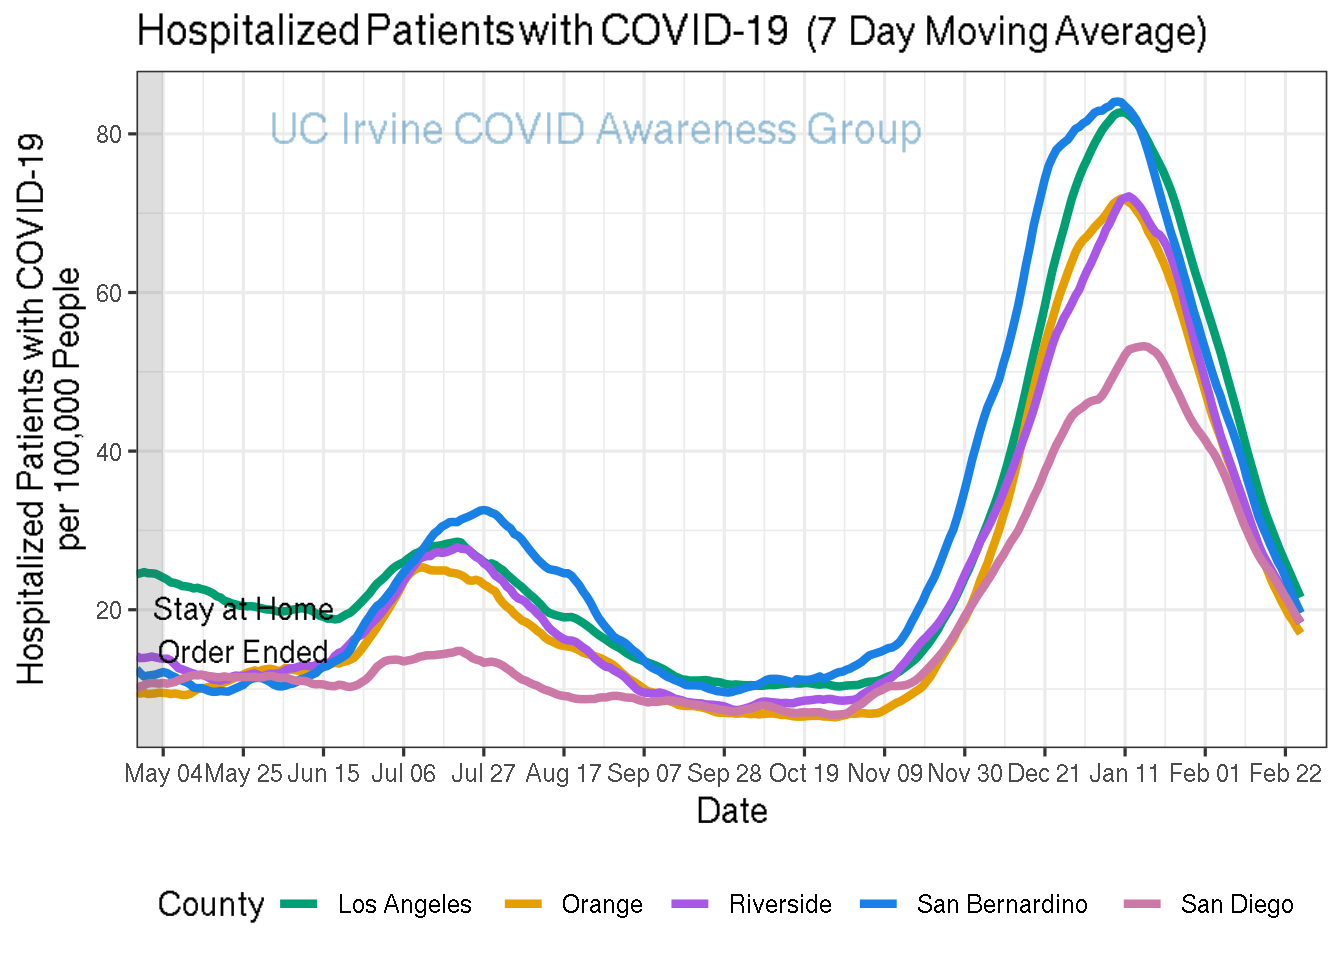 Hospitalized Patients with COVID-19 (7 Day Moving Average)
UC Irvine COVID Awareness Group
Hospitalized Patients with COVID-19
per 100,000 People
80
60
40
20
Stay at Home
Order Ended
May 04 May 25 Jun 15 Jul 06 Jul 27 Aug 17 Sep 07 Sep 28 Oct 19 Nov 09 Nov 30 Dec 21 Jan 11 Feb 01 Feb 22
Date
County Los Angeles Orange Riverside San Bernardino San Diego